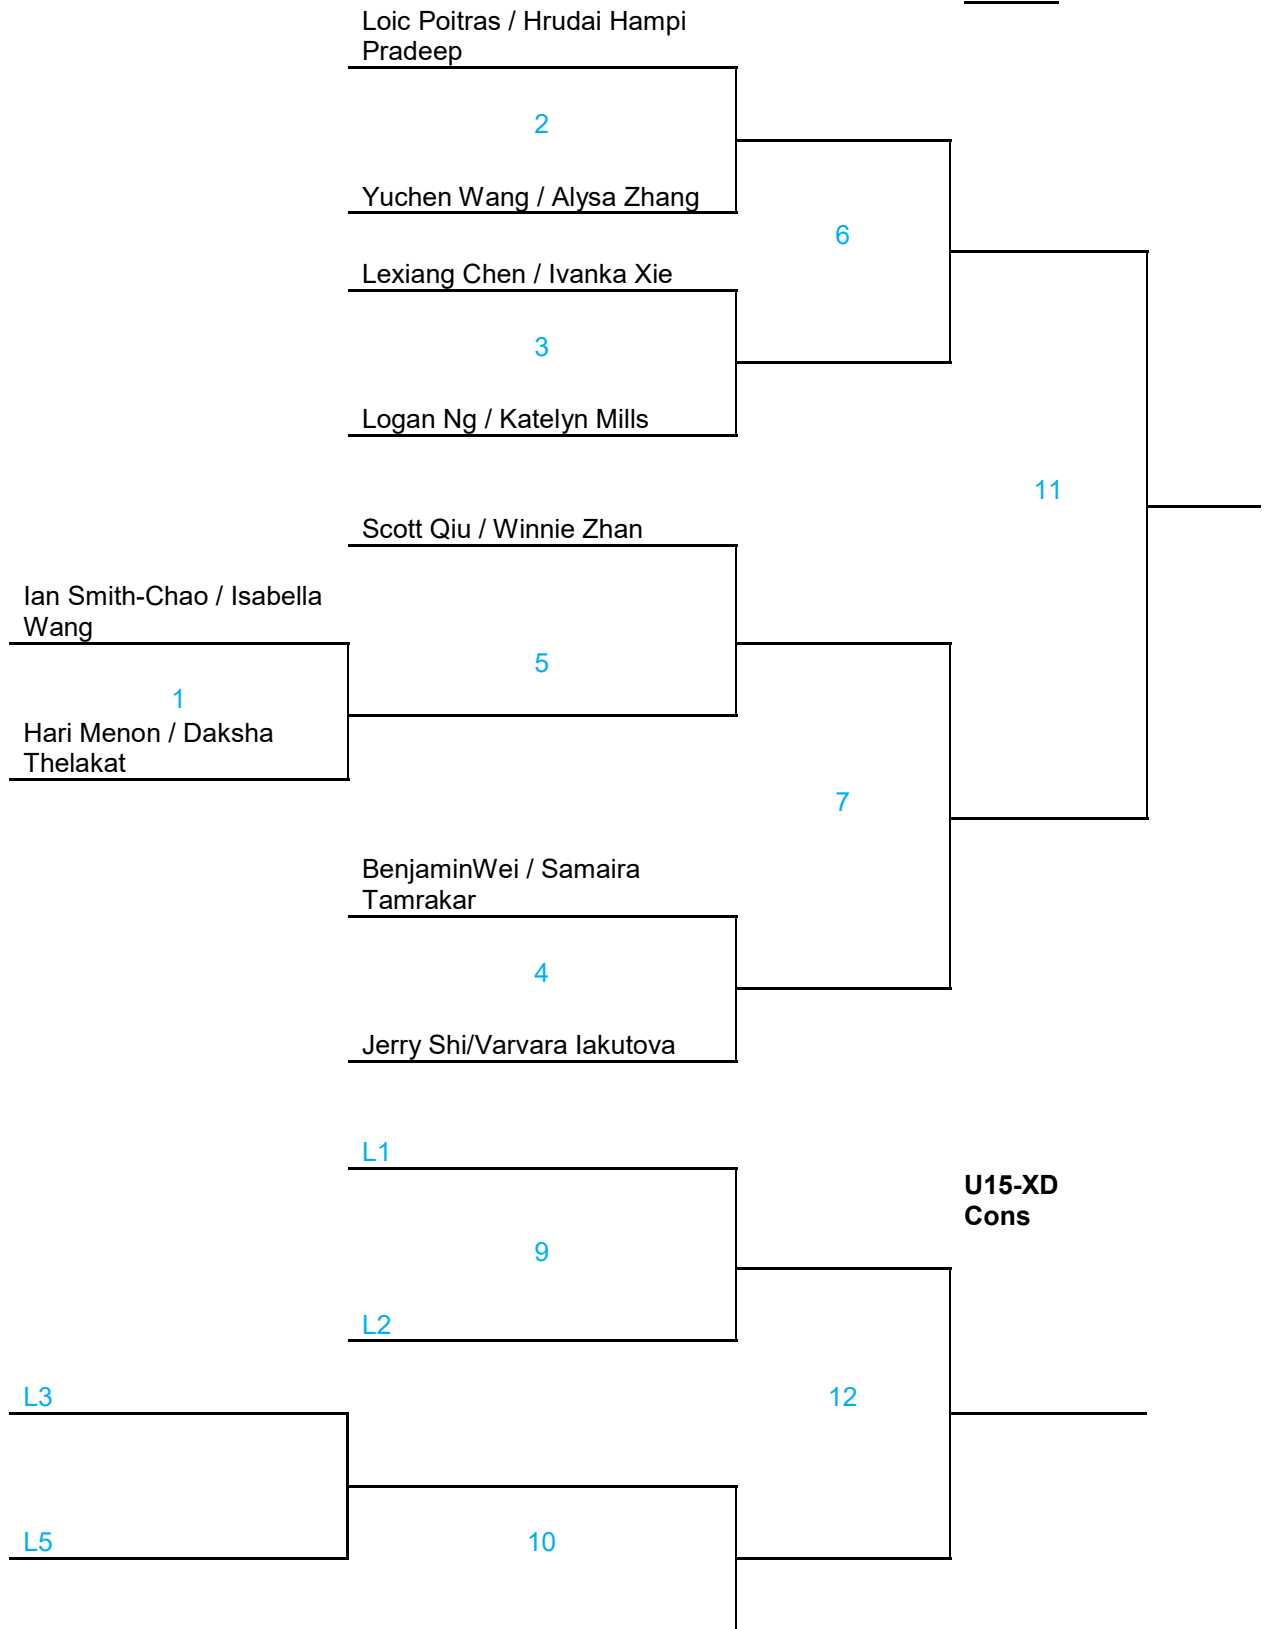 Loic Poitras / Hrudai Hampi
Pradeep
2
Yuchen Wang / Alysa Zhang
6
Lexiang Chen / Ivanka Xie
3
Logan Ng / Katelyn Mills
11
Scott Qiu / Winnie Zhan
Ian Smith-Chao / Isabella
Wang
5
1
Hari Menon / Daksha
Thelakat
7
BenjaminWei / Samaira
Tamrakar
4
Jerry Shi/Varvara Iakutova
L1
U15-XD
Cons
9
L2
L3
12
L5
10